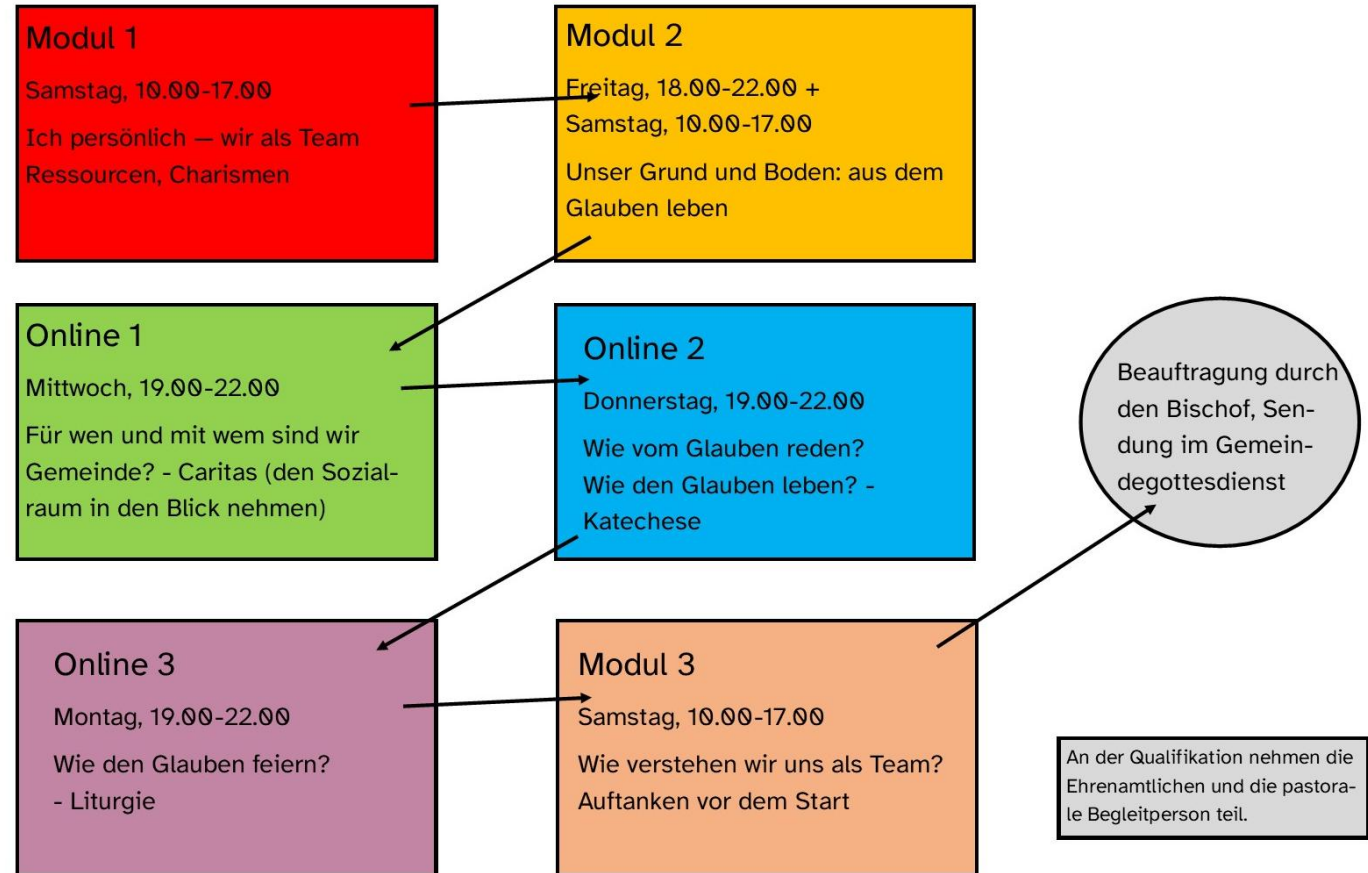 Modul 1
Samstag, 10.00-17.00
Ich persönlich — wir als Team
Ressourcen, Charismen
Modul 2
Freitag, 18.00-22.00 +
Samstag, 10.00-17.00
Unser Grund und Boden: aus dem
Glauben leben
Online 1
Mittwoch, 19.00-22.00
Für wen und mit wem sind wir
Gemeinde? - Caritas (den Sozial-
raum in den Blick nehmen)
Online 2
Donnerstag, 19.00-22.00
Wie vom Glauben reden?
Wie den Glauben leben? -
Katechese
Online 3
Montag, 19.00-22.00
Wie den Glauben feiern?
- Liturgie
Modul 3
Samstag, 10.00-17.00
Wie verstehen wir uns als Team?
Auftanken vor dem Start
Beauftragung durch
den Bischof, Sen-
dung im Gemein-
degottesdienst
An der Qualifikation nehmen die
Ehrenamtlichen und die pastora-
le Begleitperson teil.